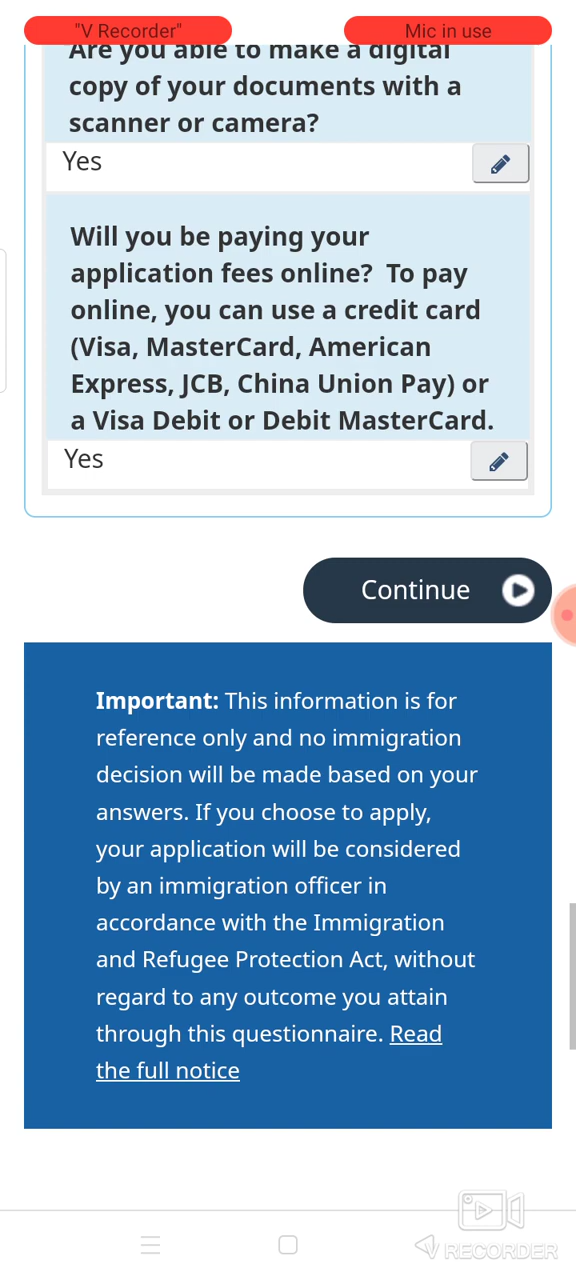 "V Recorder" Mic in use
Are you able to make a digital
copy of your documents with a
scanner or camera?
Yes
Will you be paying your
application fees online? To pay
online, you can use a credit card
(Visa, MasterCard, American
Express, JCB, China Union Pay) or
a Visa Debit or Debit MasterCard.
Yes
Continue
Important: This information is for
reference only and no immigration
decision will be made based on your
answers. If you choose to apply,
your application will be considered
by an immigration officer in
accordance with the Immigration
and Refugee Protection Act, without
regard to any outcome you attain
through this questionnaire. Read
the full notice
V RECORDER